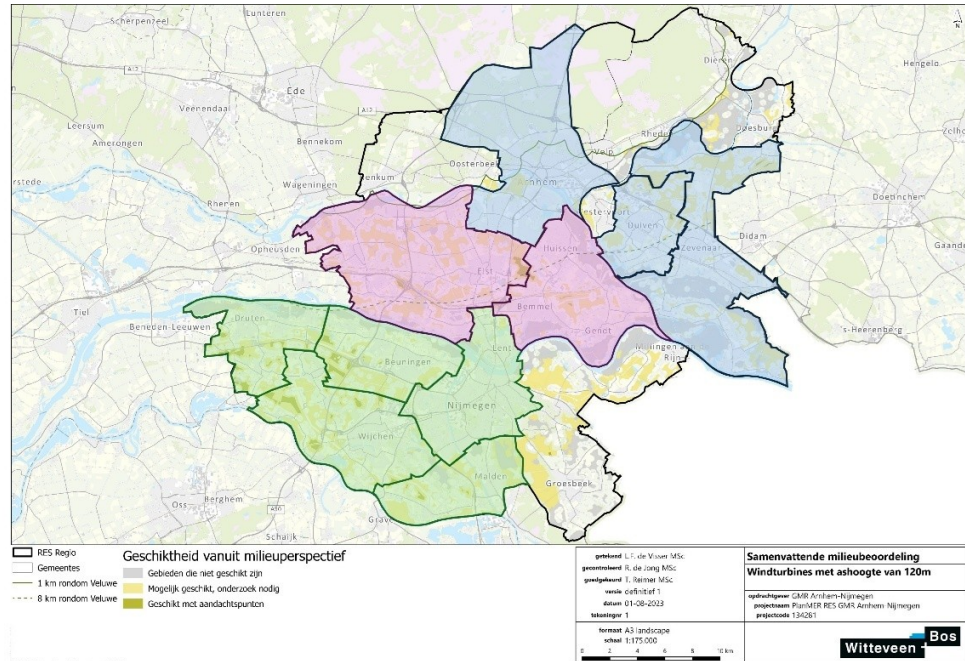 Lunteren
Scherpenzeel
A12
Ede
Veenendaal
Dieren
Hengelo
Leersum
Bennekom
A12
Amerongen
Rheden
Doesburg
Velp
Oosterbeek
Wageningen
Arnhem
Doetinchem
Rhenen
Duiven
Didam
Zevenaar
Opheusden
Huissen
Elst
Tiel
Bemmel
Beneden-Leeuwen
Druten
Gendt
's-Heerenberg
Lent
Beuningen
Nijmegen
Wijchen
Malden
Groesbeek
Oss
Berghem
Schaijk
A50
RES Regio
Gemeentes
1 km rondom Veluwe
8 km rondom Veluwe
Geschiktheid vanuit milieuperspectief
Gebieden die niet geschikt zijn
Mogelijk geschikt, onderzoek nodig
Geschikt met aandachtspunten
getekend L.F. de Visser MSc
gecontroleerd R. de Jong MSc
goedgekeurd T. Reimer MSc
versie definitief 1
datum 01-08-2023
tekeningnr 1
formaat A3 landscape
schaal 1:175.000
0 2 4 6 8 10 km
Samenvattende milieubeoordeling
Windturbines met ashoogte van 120m
opdrachtgever GMR Arnhem-Nijmegen
projectnaam PlanMER RES GMR Arnhem-Nijmegen
projectcode 134261
Witteveen Bos